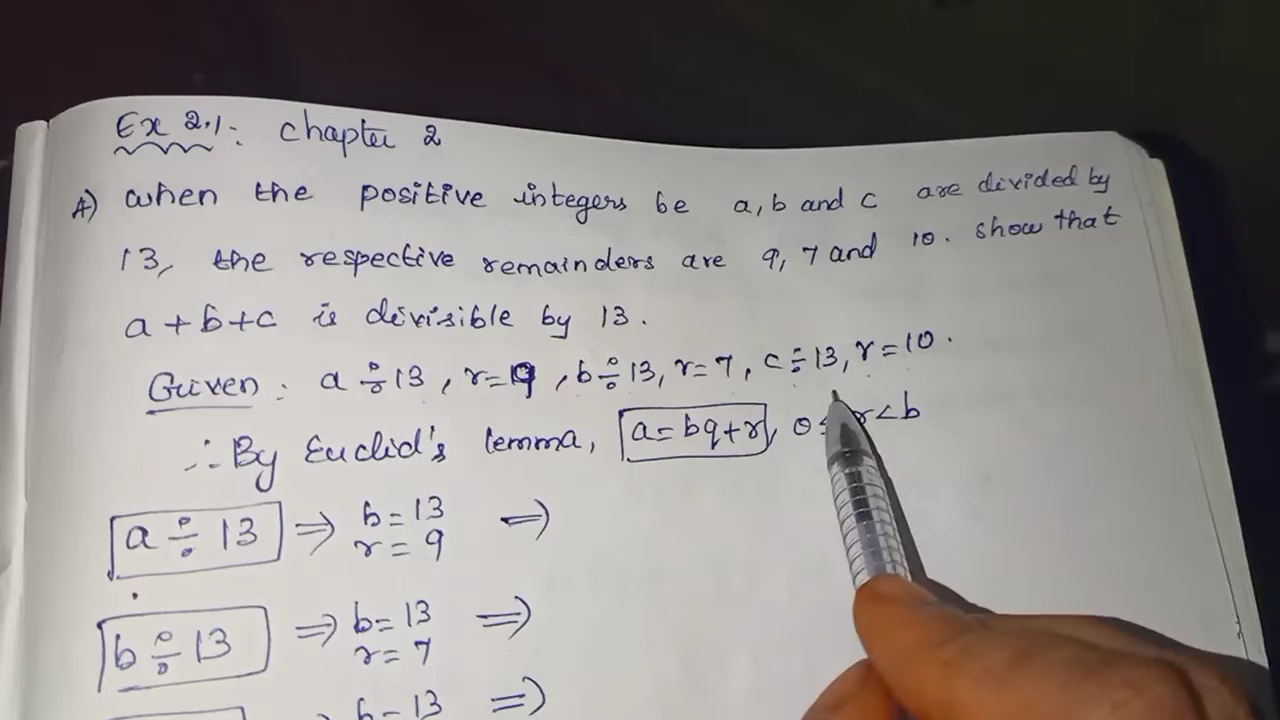 Ex 2.1: Chapter 2
4) When the positive integers be a, b and c are divided by
13, the respective remainders are 9, 7 and 10. show that
a + b + c is divisible by 13.
Given: a ÷ 13, r = 9, b ÷ 13, r = 7, c ÷ 13, r = 10.
∴ By Euclid's lemma, a = bq + r, 0 ≤ r < b
a ÷ 13 ⇒ b = 13 ⇒
r = 9
b ÷ 13 ⇒ b = 13 ⇒
r = 7
b = 13 ⇒